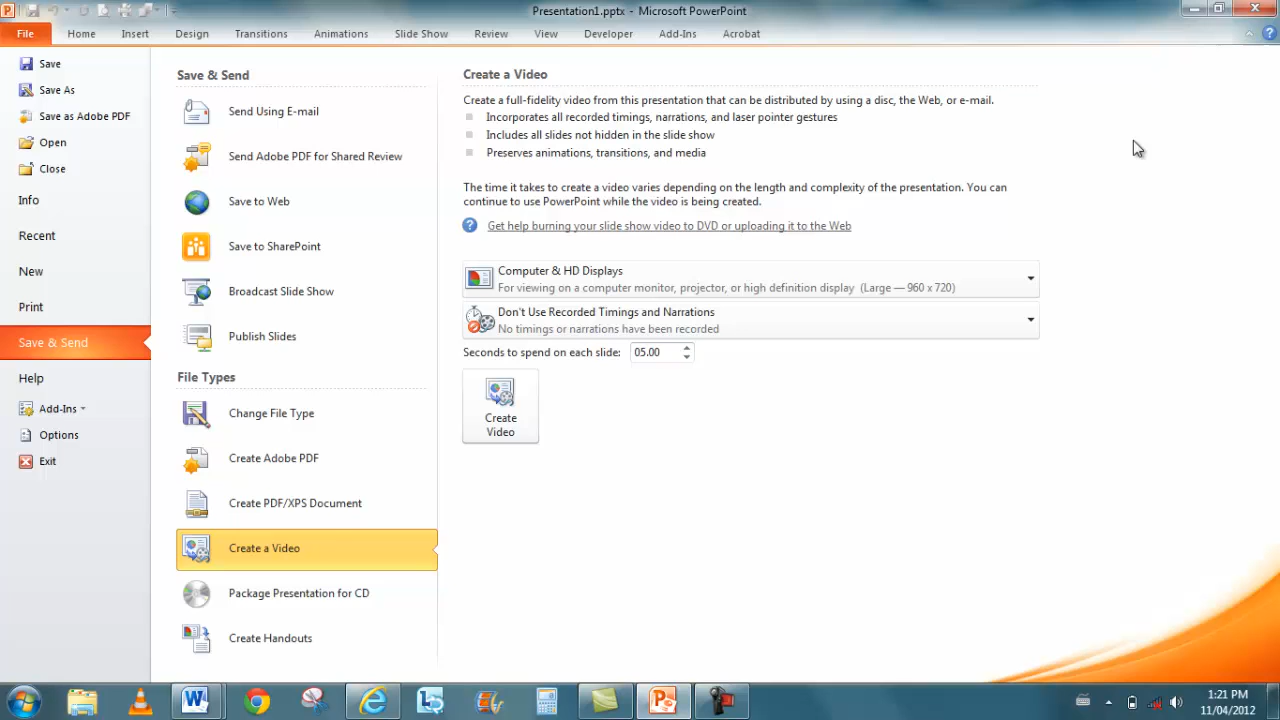 Presentation1.pptx - Microsoft PowerPoint
File
Home
Insert
Design
Transitions
Animations
Slide Show
Review
View
Developer
Add-Ins
Acrobat
Save
Save As
Save as Adobe PDF
Open
Close
Info
Recent
New
Print
Save & Send
Help
Add-Ins
Options
Exit
Save & Send
Send Using E-mail
Send Adobe PDF for Shared Review
Save to Web
Save to SharePoint
Broadcast Slide Show
Publish Slides
File Types
Change File Type
Create Adobe PDF
Create PDF/XPS Document
Create a Video
Package Presentation for CD
Create Handouts
Create a Video
Create a full-fidelity video from this presentation that can be distributed by using a disc, the Web, or e-mail.
Incorporates all recorded timings, narrations, and laser pointer gestures
Includes all slides not hidden in the slide show
Preserves animations, transitions, and media
The time it takes to create a video varies depending on the length and complexity of the presentation. You can
continue to use PowerPoint while the video is being created.
Get help burning your slide show video to DVD or uploading it to the Web
Computer & HD Displays
For viewing on a computer monitor, projector, or high definition display (Large — 960 x 720)
Don't Use Recorded Timings and Narrations
No timings or narrations have been recorded
Seconds to spend on each slide: 05.00
Create
Video
1:21 PM
11/04/2012